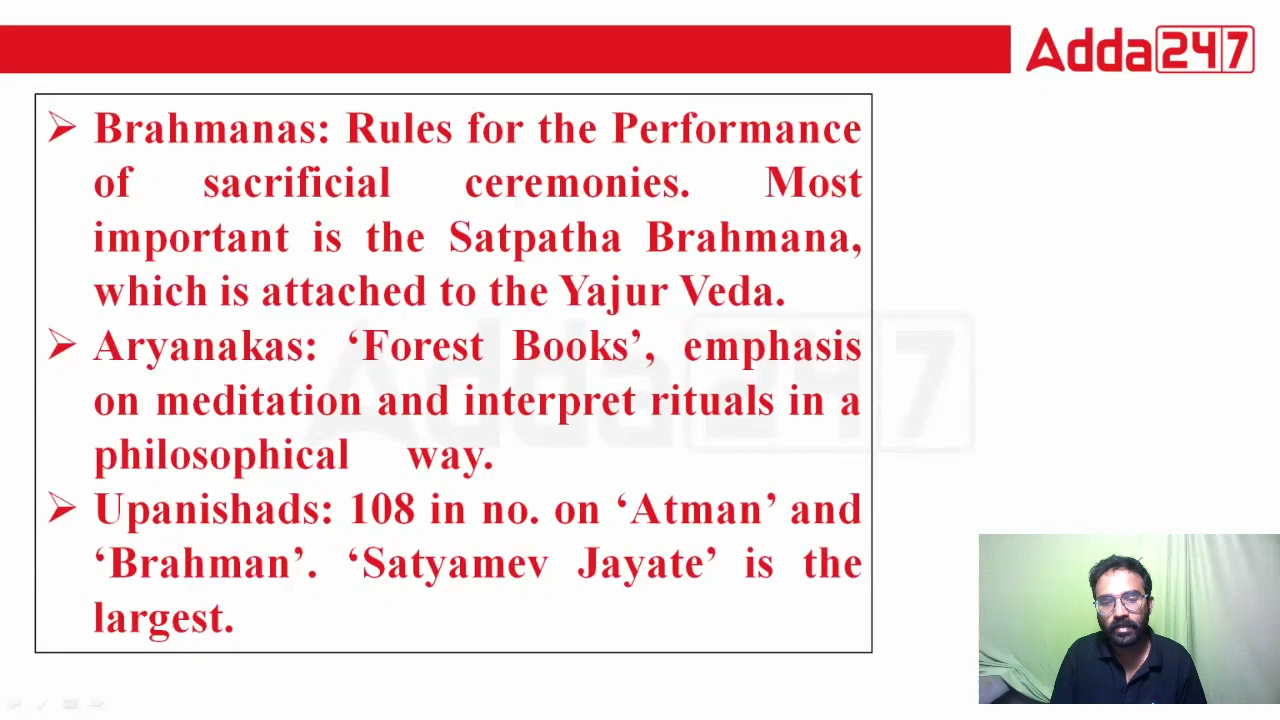 Adda247
➢ Brahmanas: Rules for the Performance
of sacrificial ceremonies. Most
important is the Satpatha Brahmana,
which is attached to the Yajur Veda.
➢ Aryanakas: ‘Forest Books’, emphasis
on meditation and interpret rituals in a
philosophical way.
➢ Upanishads: 108 in no. on ‘Atman’ and
‘Brahman’. ‘Satyamev Jayate’ is the
largest.
Adda247